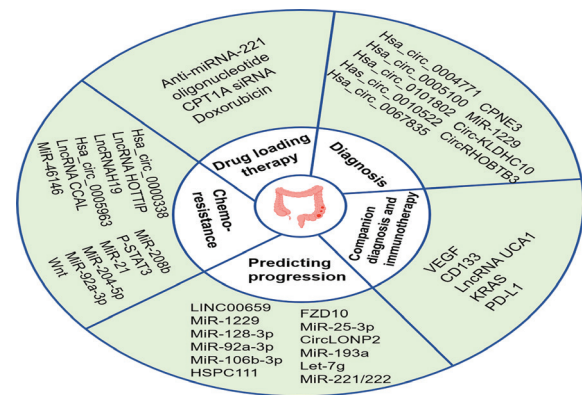 Anti-miRNA-221
oligonucleotide
CPT1A siRNA
Doxorubicin
Drug loading
therapy
Hsa_circ_0004771
Hsa_circ_0005100
Hsa_circ_0101802
Has_circ_0010522
Hsa_circ_0067835
CPNE3
MiR-1229
Circ-KLDHC10
CircRHOBTB3
Diagnosis
VEGF
CD133
LncRNA UCA1
KRAS
PD-L1
Companion
diagnosis and
immunotherapy
Predicting
progression
LINC00659
MiR-1229
MiR-128-3p
MiR-92a-3p
MiR-106b-3p
HSPC111
FZD10
MiR-25-3p
CircLONP2
MiR-193a
Let-7g
MiR-221/222
Chemo-
resistance
Hsa_circ_0000338
LncRNA HOTTIP
LncRNAH19
Hsa_circ_0005963
LncRNA CCAL
MiR-46146
MiR-208b
P-STAT3
MiR-21
MiR-204-5p
MiR-92a-3p
Wnt